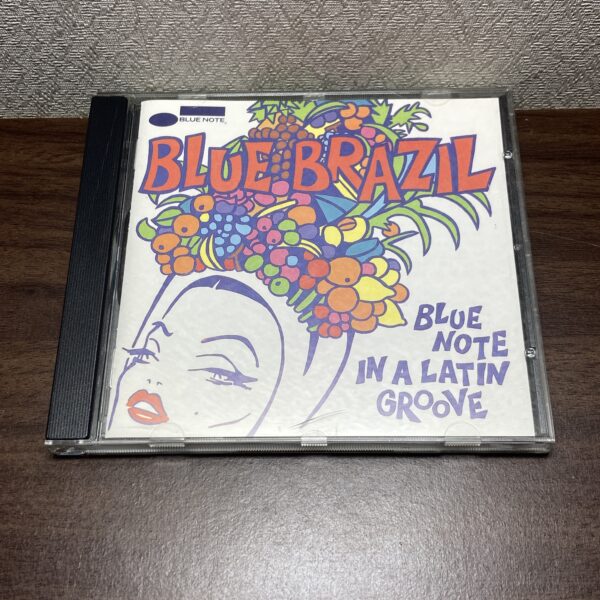 BLUE NOTE
BLUE BRAZIL
BLUE
NOTE
IN A LATIN
GROOVE